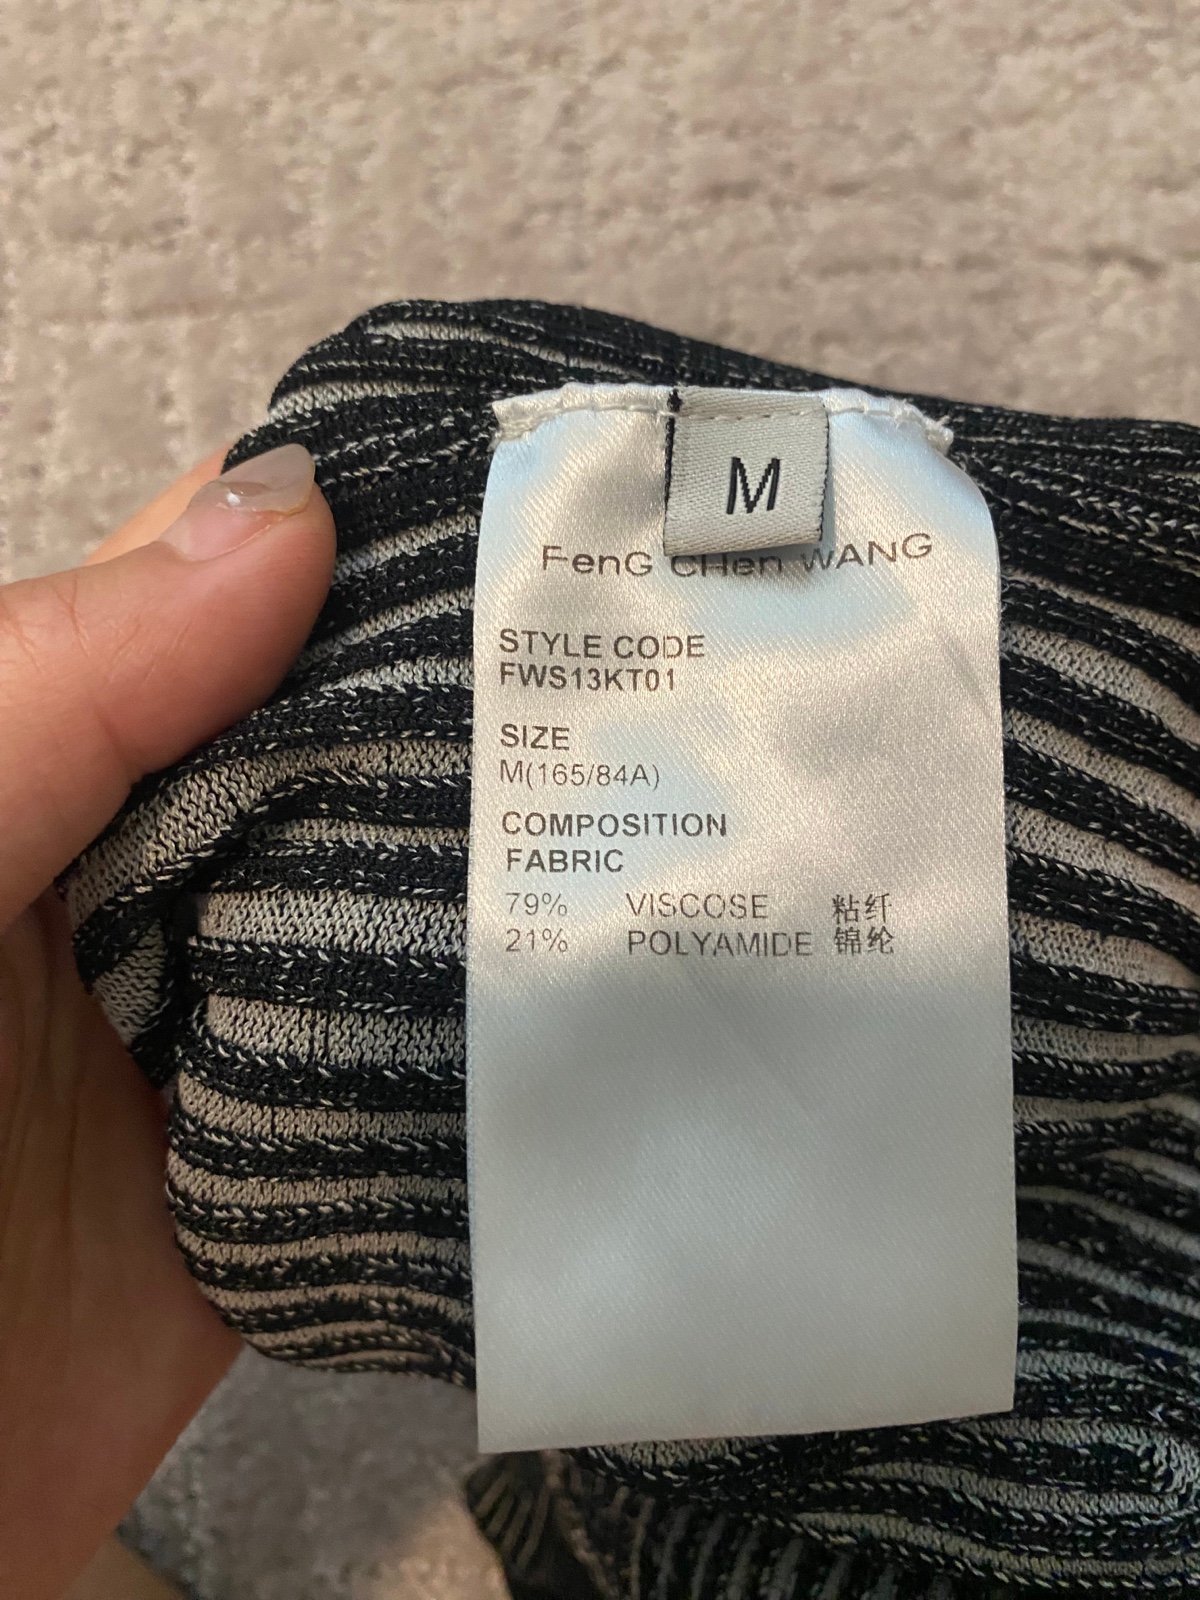 M
FenG CHen WANG
STYLE CODE
FWS13KT01
SIZE
M(165/84A)
COMPOSITION
FABRIC
79% VISCOSE 粘纤
21% POLYAMIDE 锦纶